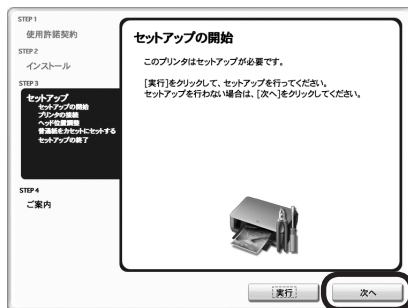 STEP 1
使用許諾契約
STEP 2
インストール
STEP 3
セットアップ
セットアップの開始
プリンタの接続
ヘッド位置調整
普通紙をカセットにセットする
セットアップの終了
STEP 4
ご案内
セットアップの開始
このプリンタはセットアップが必要です。
[実行]をクリックして、セットアップを行ってください。
セットアップを行わない場合は、[次へ]をクリックしてください。
実行
次へ